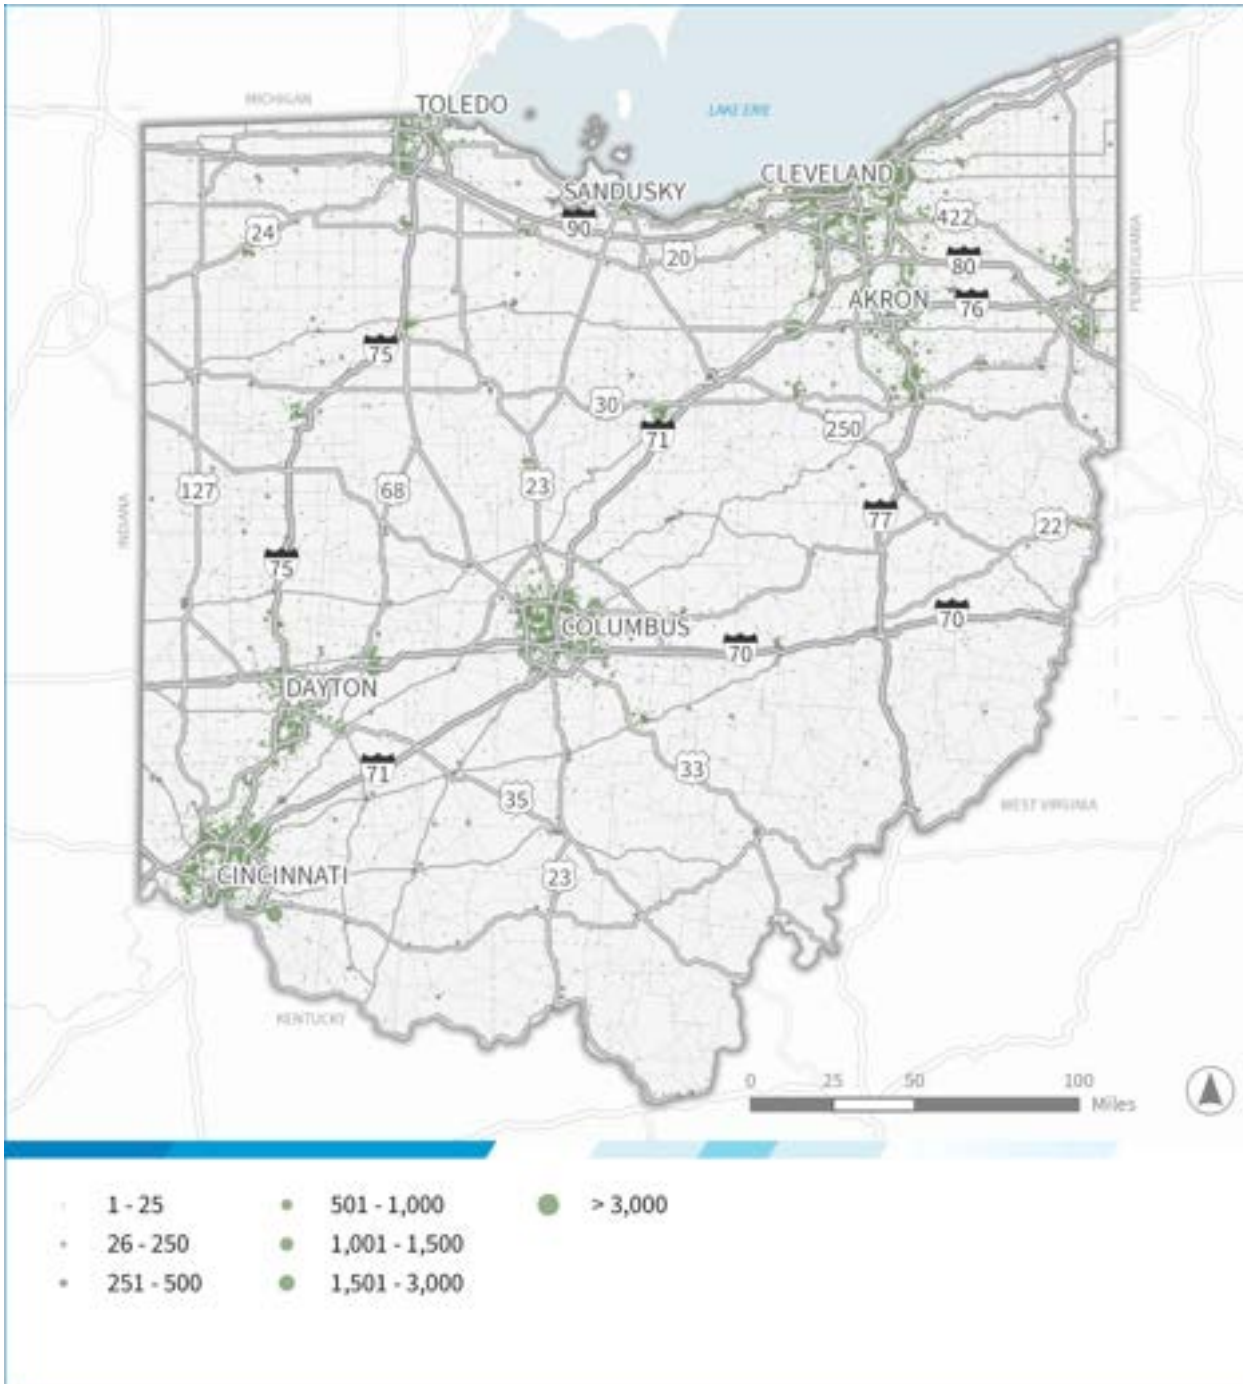 MICHIGAN
TOLEDO
LAKE ERIE
CLEVELAND
SANDUSKY
90
422
24
20
80
PENNSYLVANIA
AKRON
76
75
30
71
250
127
68
23
77
INDIANA
22
75
70
COLUMBUS
70
DAYTON
71
33
35
WEST VIRGINIA
CINCINNATI
23
KENTUCKY
0 25 50 100
Miles
1 - 25
26 - 250
251 - 500
501 - 1,000
1,001 - 1,500
1,501 - 3,000
> 3,000